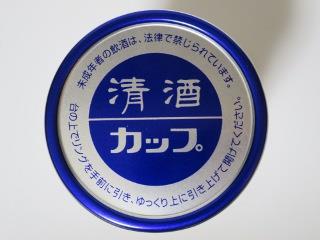 未成年者の飲酒は、法律で禁じられています。
清酒
カップ
台の上でリングを手前に引き、ゆっくり上に引き上げて開けてください。